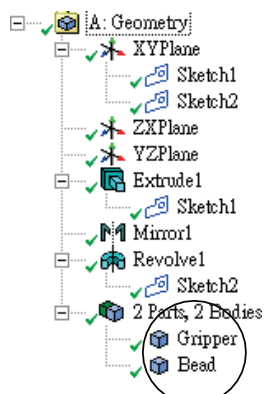 A: Geometry
XYPlane
Sketch1
Sketch2
ZXPlane
YZPlane
Extrude1
Sketch1
Mirror1
Revolve1
Sketch2
2 Parts, 2 Bodies
Gripper
Bead